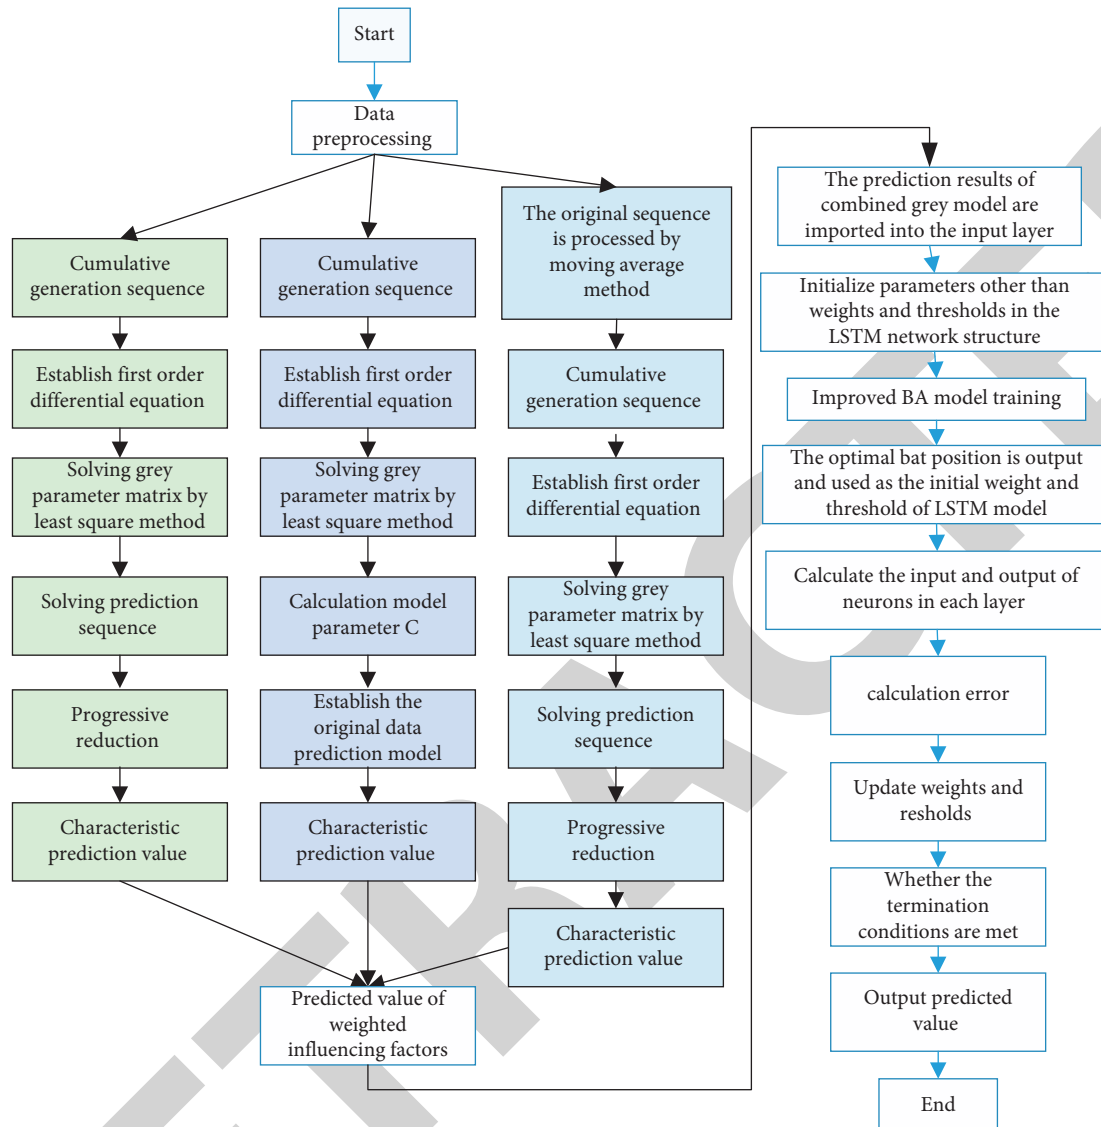 Start
Data
preprocessing
Cumulative
generation sequence
Establish first order
differential equation
Solving grey
parameter matrix by
least square method
Solving prediction
sequence
Progressive
reduction
Characteristic
prediction value
Cumulative
generation sequence
Establish first order
differential equation
Solving grey
parameter matrix by
least square method
Calculation model
parameter C
Establish the
original data
prediction model
Characteristic
prediction value
The original sequence
is processed by
moving average
method
Cumulative
generation sequence
Establish first order
differential equation
Solving grey
parameter matrix by
least square method
Solving prediction
sequence
Progressive
reduction
Characteristic
prediction value
Predicted value of
weighted
influencing factors
The prediction results of
combined grey model are
imported into the input layer
Initialize parameters other than
weights and thresholds in the
LSTM network structure
Improved BA model training
The optimal bat position is output
and used as the initial weight and
threshold of LSTM model
Calculate the input and output of
neurons in each layer
calculation error
Update weights and
resholds
Whether the
termination
conditions are met
Output predicted
value
End